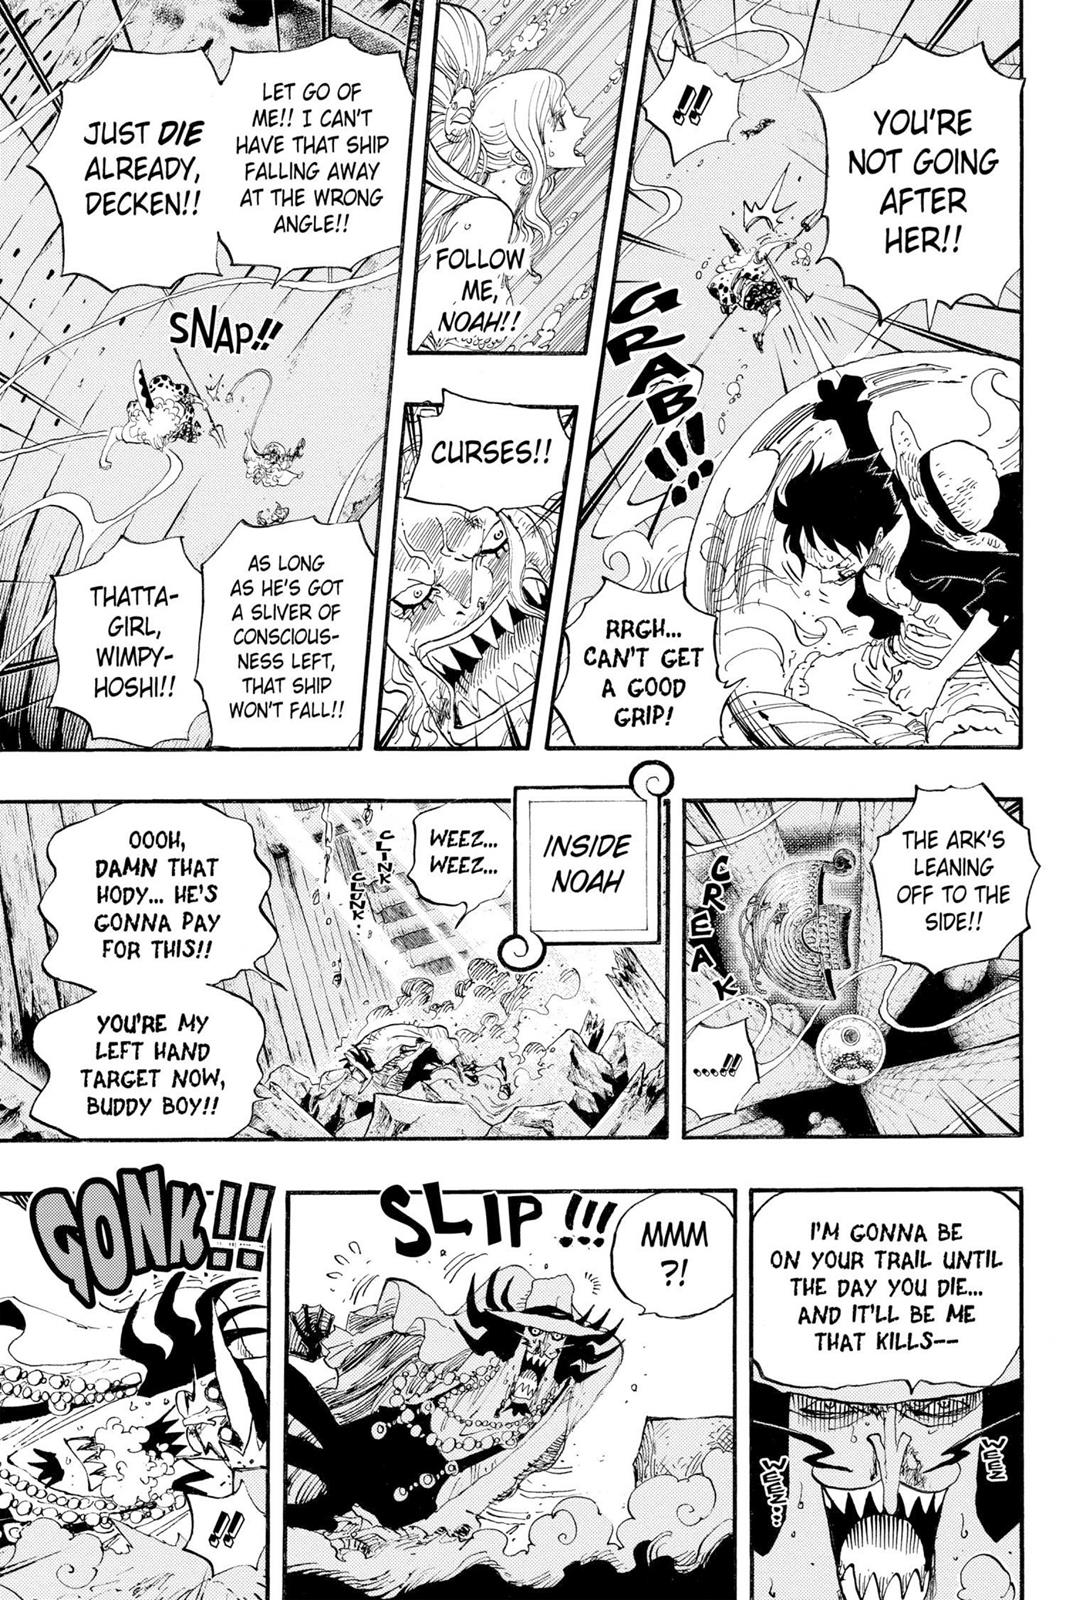 YOU'RE
NOT GOING
AFTER
HER!!
!!
GRAB!!!
RRGH...
CAN'T GET
A GOOD
GRIP!
FOLLOW
ME,
NOAH!!
CURSES!!
LET GO OF
ME!! I CAN'T
HAVE THAT SHIP
FALLING AWAY
AT THE WRONG
ANGLE!!
JUST DIE
ALREADY,
DECKEN!!
SNAP!!
AS LONG
AS HE'S GOT
A SLIVER OF
CONSCIOUS-
NESS LEFT,
THAT SHIP
WON'T FALL!!
THATTA-
GIRL,
WIMPY-
HOSHI!!
THE ARK'S
LEANING
OFF TO THE
SIDE!!
CREAK
...!!
INSIDE
NOAH
WEEZ...
WEEZ...
CLINK
CLUNK...
OOOH,
DAMN THAT
HODY... HE'S
GONNA PAY
FOR THIS!!
YOU'RE MY
LEFT HAND
TARGET NOW,
BUDDY BOY!!
I'M GONNA BE
ON YOUR TRAIL UNTIL
THE DAY YOU DIE...
AND IT'LL BE ME
THAT KILLS--
WEEZ
WEEZ...
MMM
?!
SLIP!!!
GONK!!
!!